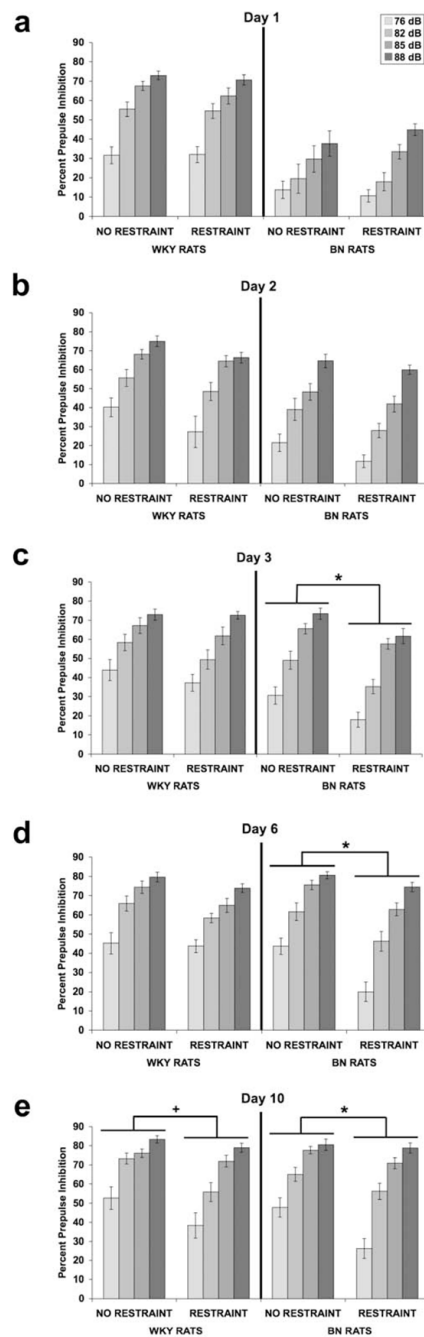 a
Day 1
76 dB
82 dB
85 dB
88 dB
Percent Prepulse Inhibition
100
90
80
70
60
50
40
30
20
10
0
NO RESTRAINT RESTRAINT NO RESTRAINT RESTRAINT
WKY RATS BN RATS
b
Day 2
Percent Prepulse Inhibition
90
80
70
60
50
40
30
20
10
0
NO RESTRAINT RESTRAINT NO RESTRAINT RESTRAINT
WKY RATS BN RATS
c
Day 3
*
Percent Prepulse Inhibition
90
80
70
60
50
40
30
20
10
0
NO RESTRAINT RESTRAINT NO RESTRAINT RESTRAINT
WKY RATS BN RATS
d
Day 6
*
Percent Prepulse Inhibition
90
80
70
60
50
40
30
20
10
0
NO RESTRAINT RESTRAINT NO RESTRAINT RESTRAINT
WKY RATS BN RATS
e
Day 10
+ *
Percent Prepulse Inhibition
90
80
70
60
50
40
30
20
10
0
NO RESTRAINT RESTRAINT NO RESTRAINT RESTRAINT
WKY RATS BN RATS